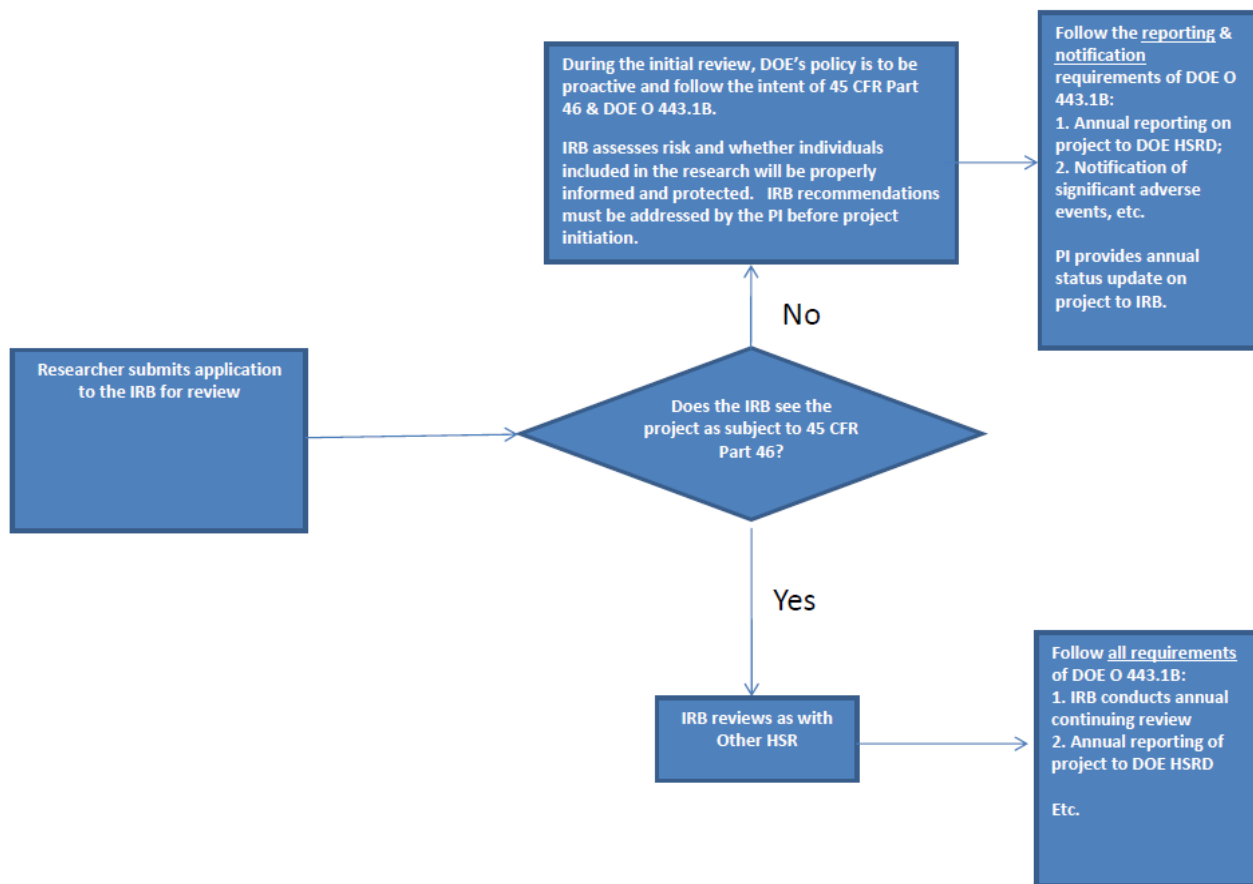 During the initial review, DOE's policy is to be
proactive and follow the intent of 45 CFR Part
46 & DOE O 443.1B.
IRB assesses risk and whether individuals
included in the research will be properly
informed and protected.   IRB recommendations
must be addressed by the PI before project
initiation.
Follow the reporting &
notification
requirements of DOE O
443.1B:
1. Annual reporting on
project to DOE HSRD;
2. Notification of
significant adverse
events, etc.
PI provides annual
status update on
project to IRB.
No
Researcher submits application
to the IRB for review
Does the IRB see the
project as subject to 45 CFR
Part 46?
Yes
IRB reviews as with
Other HSR
Follow all requirements
of DOE O 443.1B:
1. IRB conducts annual
continuing review
2. Annual reporting of
project to DOE HSRD
Etc.